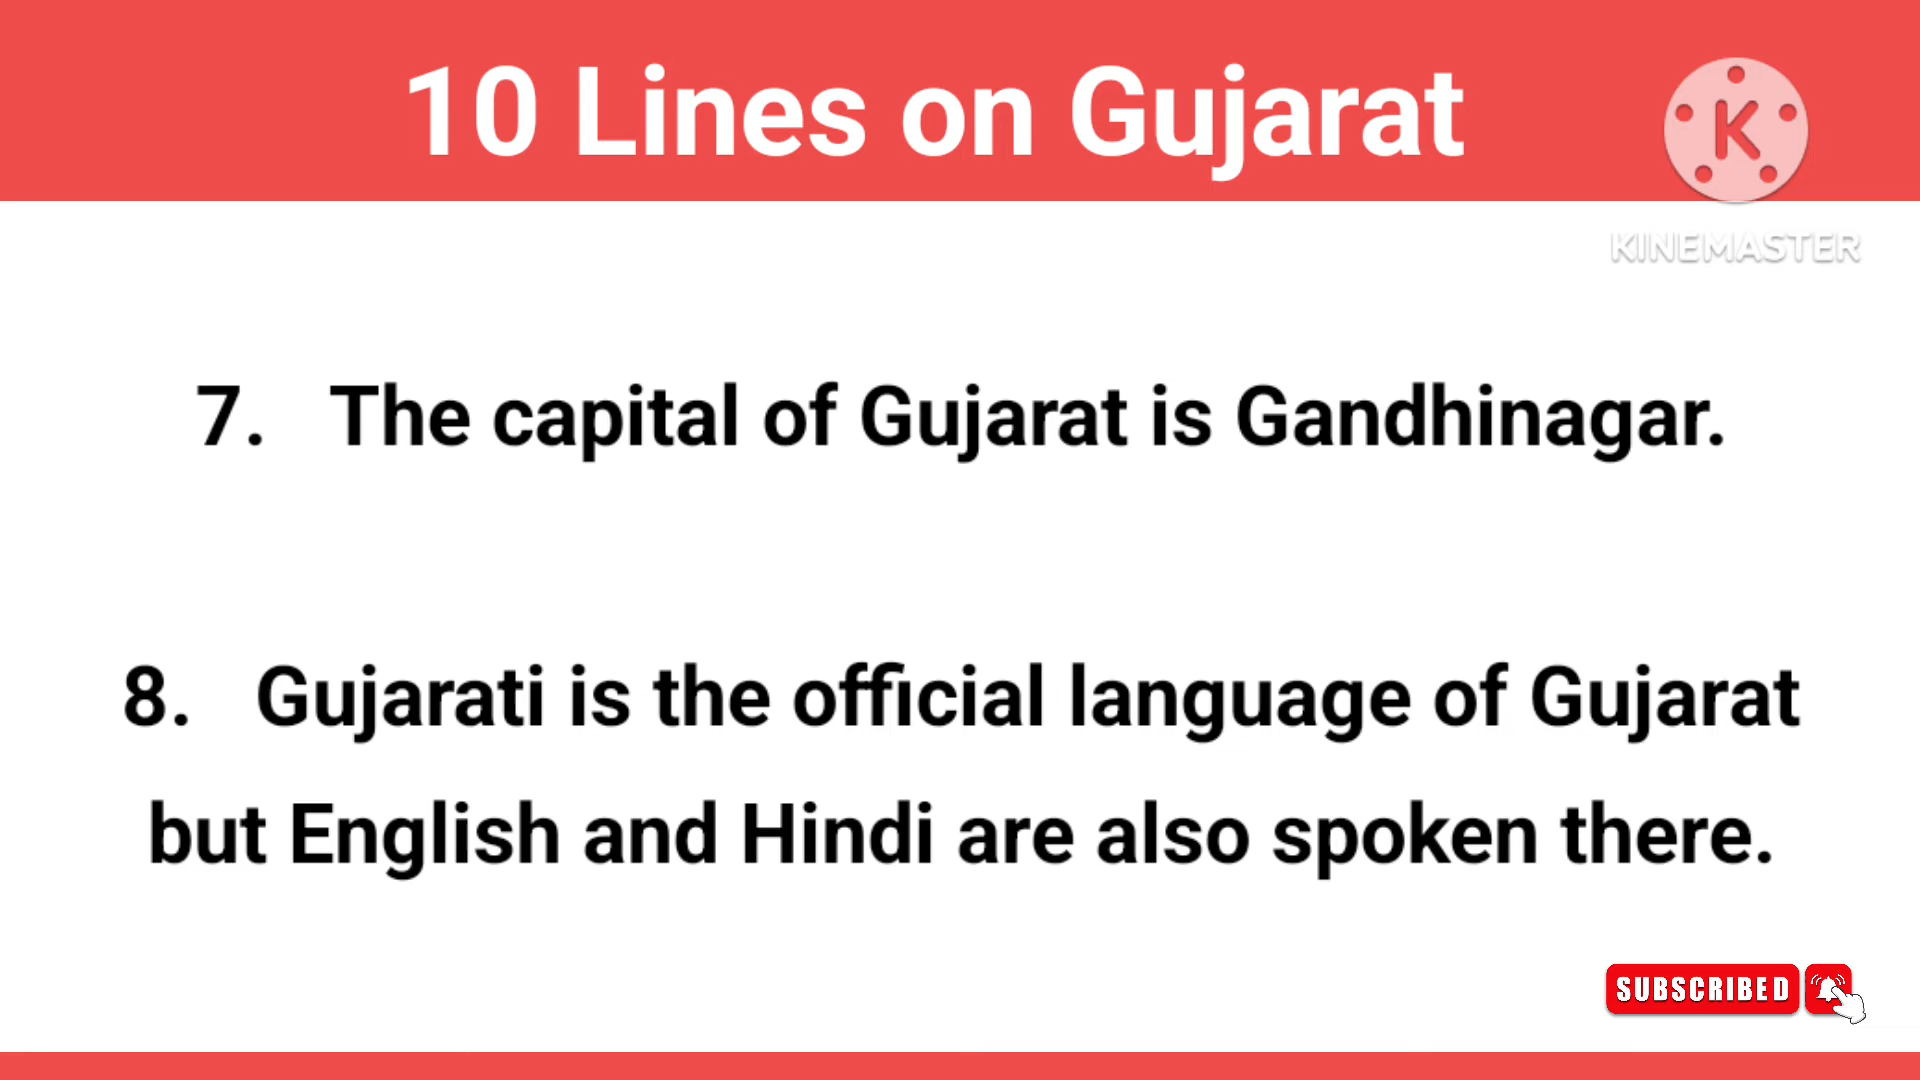 10 Lines on Gujarat
K
KINEMASTER
7. The capital of Gujarat is Gandhinagar.
8. Gujarati is the official language of Gujarat
but English and Hindi are also spoken there.
SUBSCRIBED